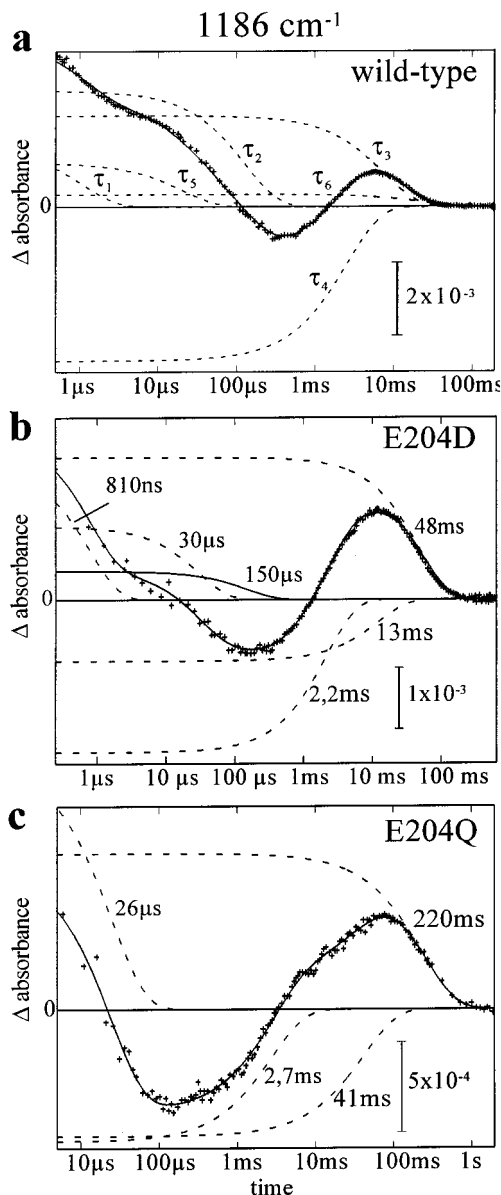 1186 cm⁻¹
a
wild-type
τ₂
τ₃
τ₁
τ₅
τ₆
Δ absorbance
0
τ₄
2x10⁻³
1μs 10μs 100μs 1ms 10ms 100ms
b
E204D
810ns
30μs
48ms
150μs
Δ absorbance
0
13ms
2,2ms
1x10⁻³
1μs 10 μs 100 μs 1ms 10 ms 100 ms
c
E204Q
26μs
220ms
Δ absorbance
0
2,7ms
41ms
5x10⁻⁴
10μs 100μs 1ms 10ms 100ms 1s
time